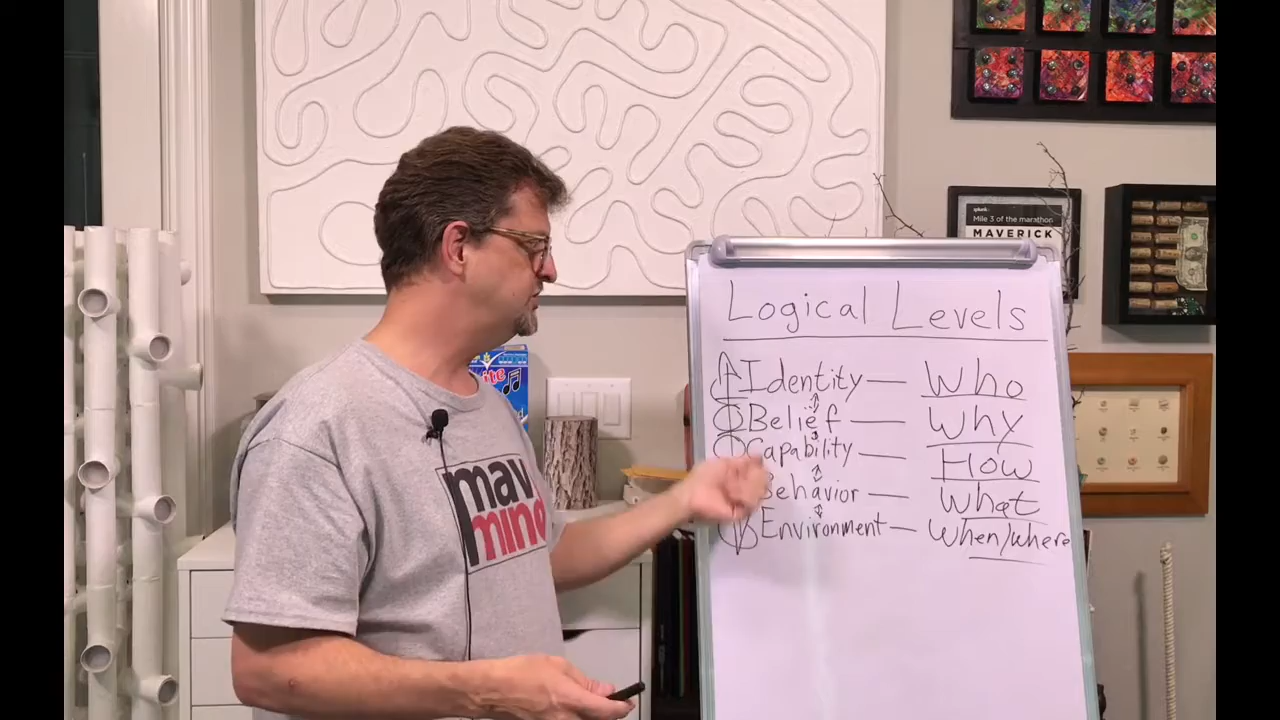 splunk>
Mile 3 of the marathon
MAVERICK
Logical Levels
Identity — Who
Belief — Why
Capability — How
Behavior — What
Environment — When/where
mav
mind